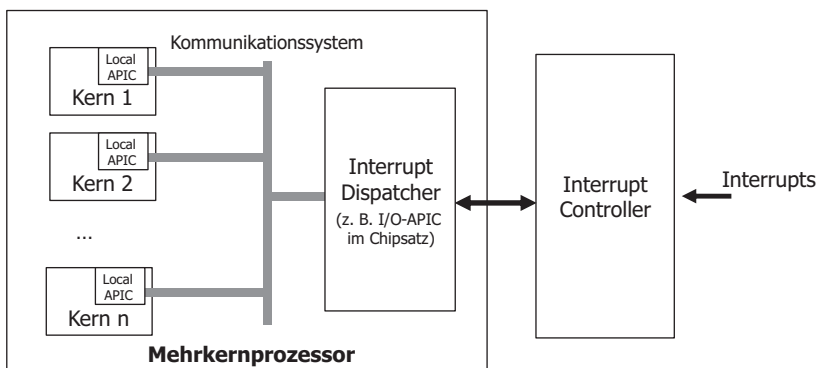 Kommunikationssystem
Local
APIC
Kern 1
Local
APIC
Kern 2
...
Local
APIC
Kern n
Interrupt
Dispatcher
(z. B. I/O-APIC
im Chipsatz)
Interrupt
Controller
Interrupts
Mehrkernprozessor